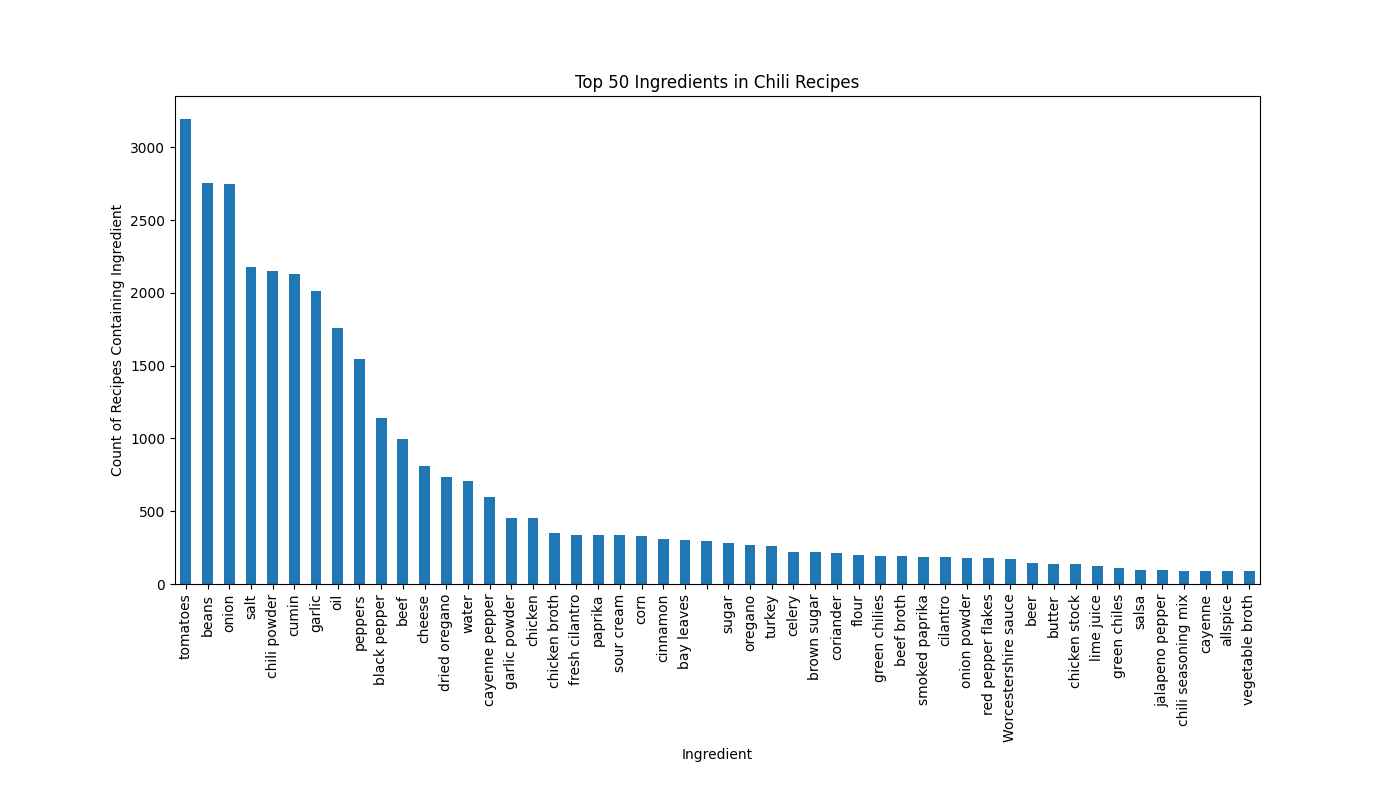 Top 50 Ingredients in Chili Recipes
Count of Recipes Containing Ingredient
3000
2500
2000
1500
1000
500
0
tomatoes
beans
onion
salt
chili powder
cumin
garlic
oil
peppers
black pepper
beef
cheese
dried oregano
water
cayenne pepper
garlic powder
chicken
chicken broth
fresh cilantro
paprika
sour cream
corn
cinnamon
bay leaves
sugar
oregano
turkey
celery
brown sugar
coriander
flour
green chilies
beef broth
smoked paprika
cilantro
onion powder
red pepper flakes
Worcestershire sauce
beer
butter
chicken stock
lime juice
green chiles
salsa
jalapeno pepper
chili seasoning mix
cayenne
allspice
vegetable broth
Ingredient